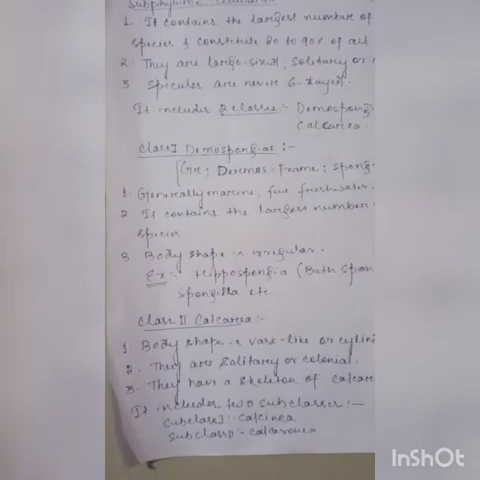 1. It contains the largest number of
species & constitute 80 to 90% of all
2. They are large-sized, solitary or
3 Spicules are never 6-rayed.
It includes 2 classes:- Demospong
Calcarea
Class I Demospongiae:-
[Gr: Dermos-Frame; Spong
1. Generally marine, few freshwater.
2. It contains the largest number
species.
3 Body shape is irregular.
Ex:- Hippospongia (Bath Spon
Spongilla etc
Class II Calcarea:-
1 Body shape is vase-like or cylin
2. They are solitary or colonial.
3. They have a skeleton of calcare
It includes two subclasses:-
Subclass I:- Calcinea
Subclass II:- Calcaronea
InShOt